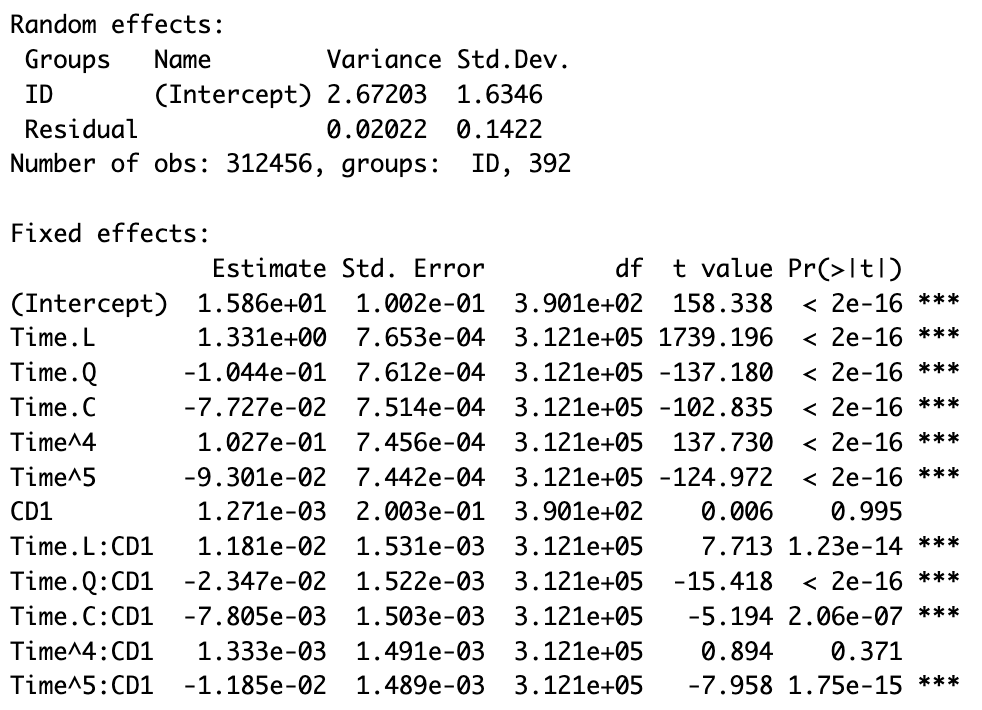 Random effects:
 Groups   Name        Variance Std.Dev.
 ID       (Intercept) 2.67203  1.6346
 Residual             0.02022  0.1422
Number of obs: 312456, groups:  ID, 392

Fixed effects:
              Estimate Std. Error         df  t value Pr(>|t|)
(Intercept)  1.586e+01  1.002e-01  3.901e+02  158.338  < 2e-16 ***
Time.L       1.331e+00  7.653e-04  3.121e+05 1739.196  < 2e-16 ***
Time.Q      -1.044e-01  7.612e-04  3.121e+05 -137.180  < 2e-16 ***
Time.C      -7.727e-02  7.514e-04  3.121e+05 -102.835  < 2e-16 ***
Time^4       1.027e-01  7.456e-04  3.121e+05  137.730  < 2e-16 ***
Time^5      -9.301e-02  7.442e-04  3.121e+05 -124.972  < 2e-16 ***
CD1          1.271e-03  2.003e-01  3.901e+02    0.006    0.995
Time.L:CD1   1.181e-02  1.531e-03  3.121e+05    7.713 1.23e-14 ***
Time.Q:CD1  -2.347e-02  1.522e-03  3.121e+05  -15.418  < 2e-16 ***
Time.C:CD1  -7.805e-03  1.503e-03  3.121e+05   -5.194 2.06e-07 ***
Time^4:CD1   1.333e-03  1.491e-03  3.121e+05    0.894    0.371
Time^5:CD1  -1.185e-02  1.489e-03  3.121e+05   -7.958 1.75e-15 ***